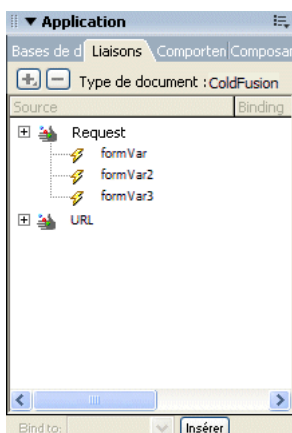 Application
Bases de d Liaisons Comporten Composar
Type de document : ColdFusion
Source Binding
Request
formVar
formVar2
formVar3
URL
Bind to: Insérer